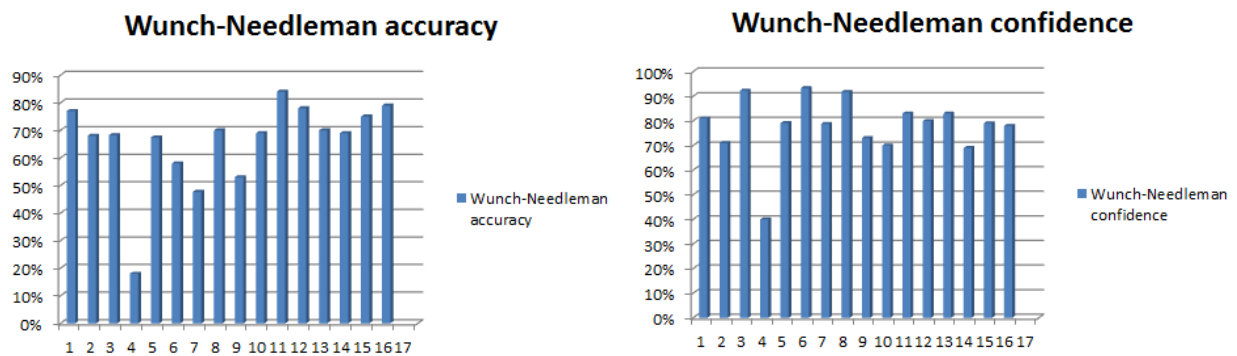 Wunch-Needleman accuracy
90%
80%
70%
60%
50%
40%
30%
20%
10%
0%
1 2 3 4 5 6 7 8 9 10 11 12 13 14 15 16 17
Wunch-Needleman
accuracy
Wunch-Needleman confidence
100%
90%
80%
70%
60%
50%
40%
30%
20%
10%
0%
1 2 3 4 5 6 7 8 9 10 11 12 13 14 15 16 17
Wunch-Needleman
confidence